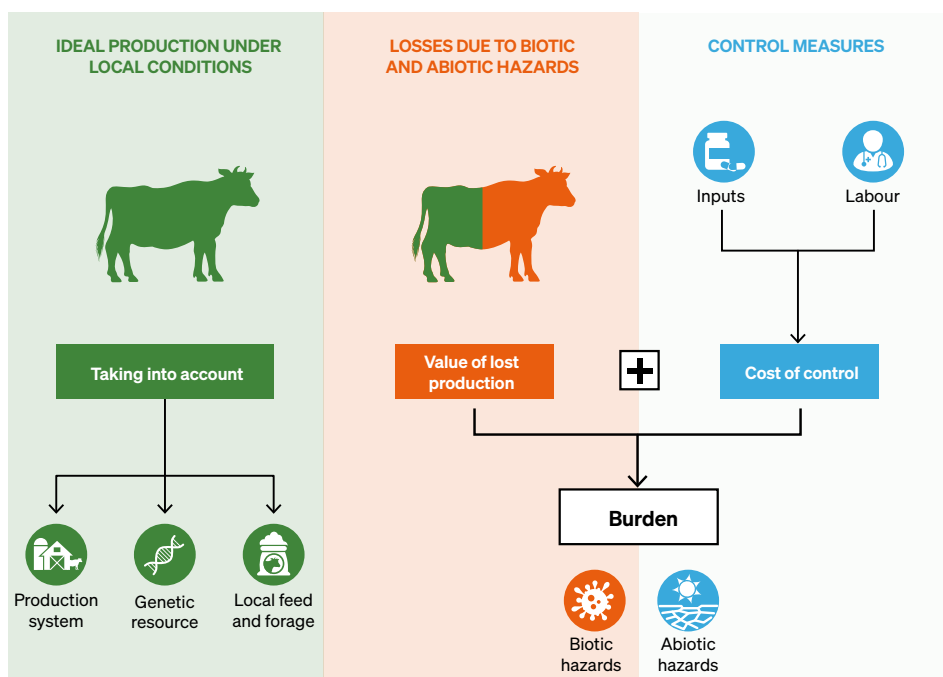 IDEAL PRODUCTION UNDER
LOCAL CONDITIONS
LOSSES DUE TO BIOTIC
AND ABIOTIC HAZARDS
CONTROL MEASURES
Inputs
Labour
Taking into account
Value of lost
production
Cost of control
Burden
Production
system
Genetic
resource
Local feed
and forage
Biotic
hazards
Abiotic
hazards